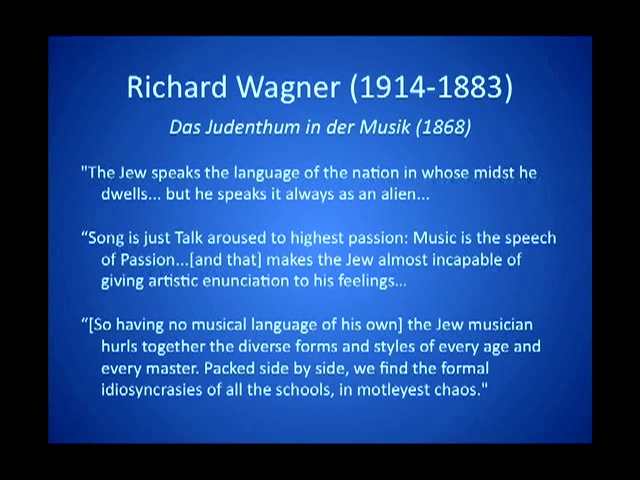 Richard Wagner (1914-1883)
Das Judenthum in der Musik (1868)
"The Jew speaks the language of the nation in whose midst he
dwells... but he speaks it always as an alien...
“Song is just Talk aroused to highest passion: Music is the speech
of Passion...[and that] makes the Jew almost incapable of
giving artistic enunciation to his feelings...
“[So having no musical language of his own] the Jew musician
hurls together the diverse forms and styles of every age and
every master. Packed side by side, we find the formal
idiosyncrasies of all the schools, in motleyest chaos."